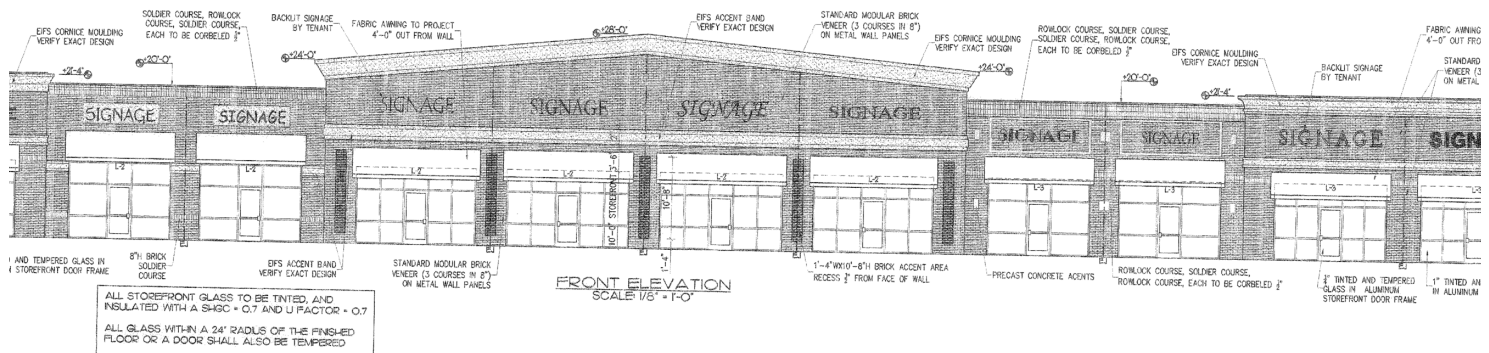 EIFS CORNICE MOULDING
VERIFY EXACT DESIGN
SOLDIER COURSE, ROWLOCK
COURSE, SOLDIER COURSE,
EACH TO BE CORBELED ½"
BACKLIT SIGNAGE
BY TENANT
FABRIC AWNING TO PROJECT
4'-0" OUT FROM WALL
EIFS ACCENT BAND
VERIFY EXACT DESIGN
STANDARD MODULAR BRICK
VENEER (3 COURSES IN 8")
ON METAL WALL PANELS
EIFS CORNICE MOULDING
VERIFY EXACT DESIGN
ROWLOCK COURSE, SOLDIER COURSE,
SOLDIER COURSE, ROWLOCK COURSE,
EACH TO BE CORBELED ½"
EIFS CORNICE MOULDING
VERIFY EXACT DESIGN
BACKLIT SIGNAGE
BY TENANT
FABRIC AWNING
4'-0" OUT FRO
STANDARD
VENEER (3
ON METAL
+21'-4"
+20'-0"
+24'-0"
+28'-0"
+24'-0"
+20'-0"
+21'-4"
SIGNAGE
SIGNAGE
SIGNAGE
SIGNAGE
SIGNAGE
SIGNAGE
SIGNAGE
SIGNAGE
SIGNAGE
SIGN
L-2
L-2
L-2
L-2
L-2
L-2
L-3
L-3
L-3
L-3
10'-0" STOREFRONT
3'-6"
10'-8"
1'-4"
AND TEMPERED GLASS IN
STOREFRONT DOOR FRAME
8"H BRICK
SOLDIER
COURSE
EIFS ACCENT BAND
VERIFY EXACT DESIGN
STANDARD MODULAR BRICK
VENEER (3 COURSES IN 8")
ON METAL WALL PANELS
FRONT ELEVATION
SCALE: 1/8" = 1'-0"
1'-4"WX10'-8"H BRICK ACCENT AREA
RECESS ¾" FROM FACE OF WALL
PRECAST CONCRETE ACENTS
ROWLOCK COURSE, SOLDIER COURSE,
ROWLOCK COURSE, EACH TO BE CORBELED ½"
TINTED AND TEMPERED
GLASS IN ALUMINUM
STOREFRONT DOOR FRAME
1" TINTED AN
IN ALUMINUM
ALL STOREFRONT GLASS TO BE TINTED, AND
INSULATED WITH A SHGC = 0.7 AND U FACTOR = 0.7
ALL GLASS WITHIN A 24" RADIUS OF THE FINISHED
FLOOR OR A DOOR SHALL ALSO BE TEMPERED